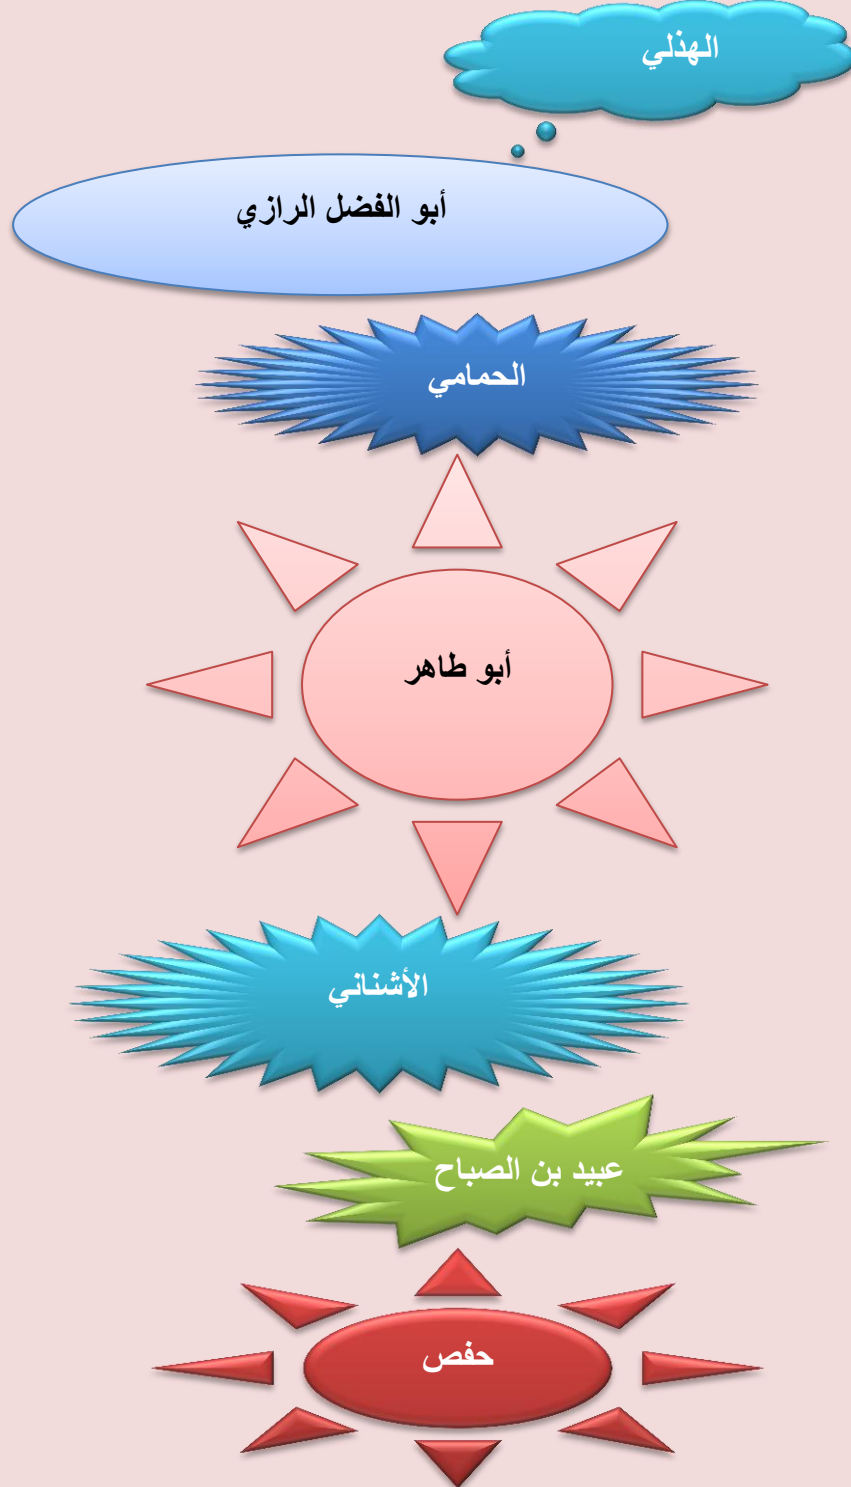 الهذلي
أبو الفضل الرازي
الحمامي
أبو طاهر
الأشناني
عبيد بن الصباح
حفص